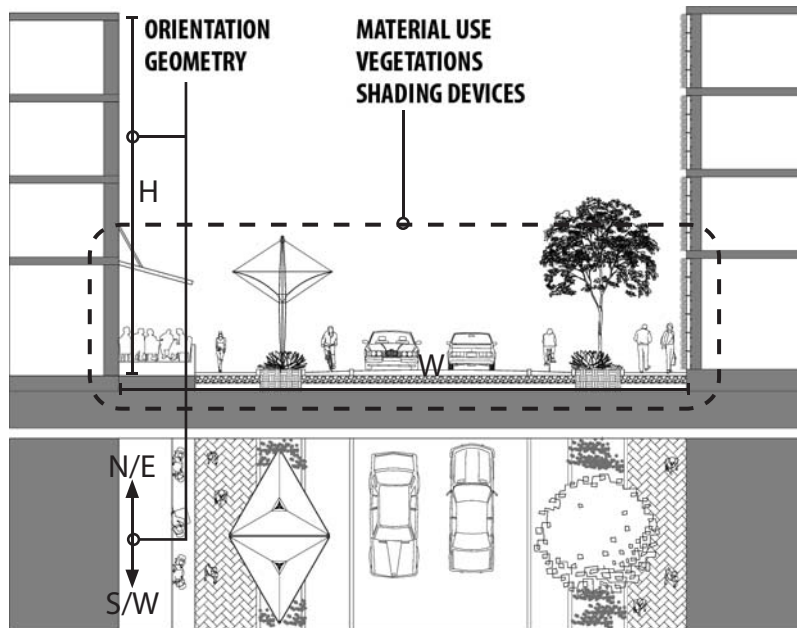 ORIENTATION
GEOMETRY
MATERIAL USE
VEGETATIONS
SHADING DEVICES
H
W
N/E
S/W